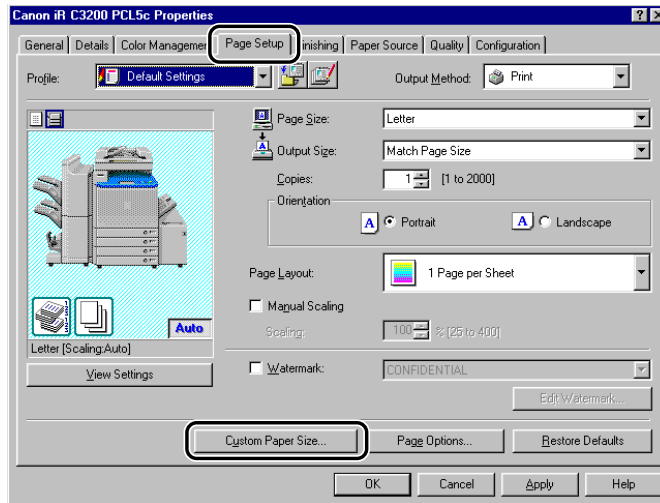 Canon iR C3200 PCL5c Properties
General Details Color Managemer Page Setup inishing Paper Source Quality Configuration
Profile: Default Settings Output Method: Print
Page Size: Letter
Output Size: Match Page Size
Copies: 1 [1 to 2000]
Orientation
A Portrait A Landscape
Page Layout: 1 Page per Sheet
Manual Scaling
Scaling: 100 % [25 to 400]
Auto
Letter [Scaling:Auto]
View Settings
Watermark: CONFIDENTIAL
Edit Watermark...
Custom Paper Size... Page Options... Restore Defaults
OK Cancel Apply Help